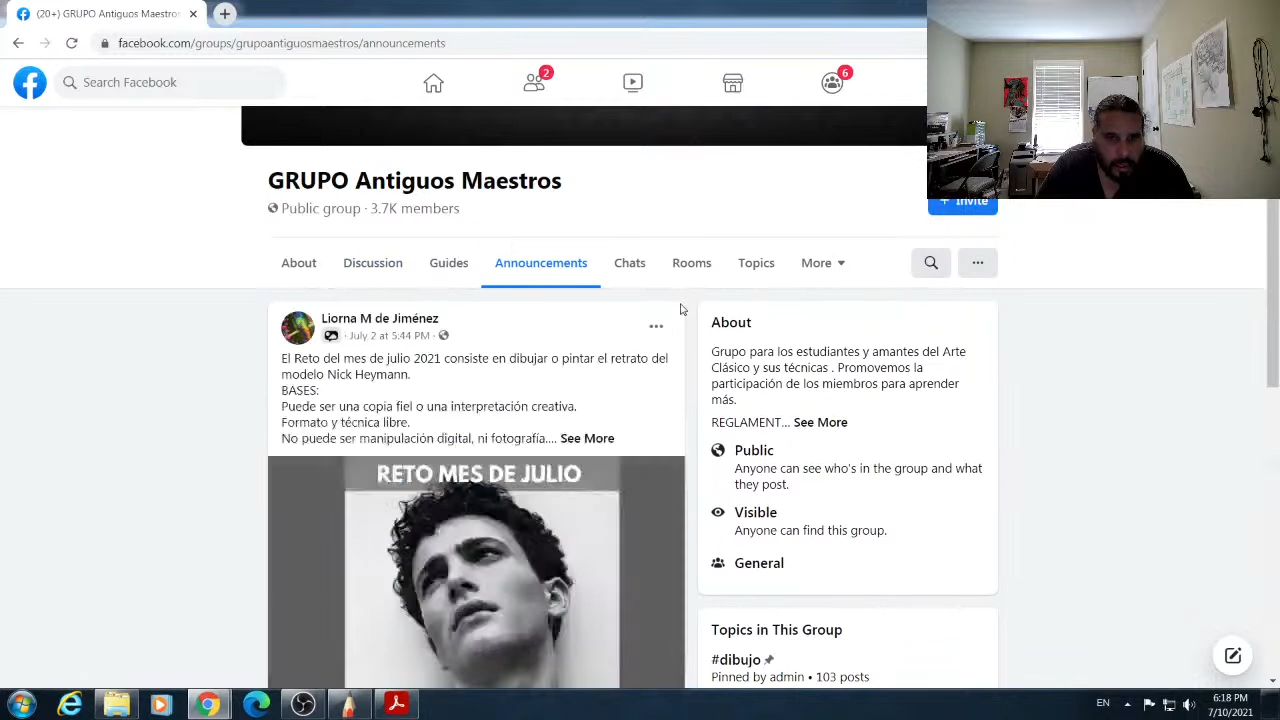 (20+) GRUPO Antiguos Maestros
facebook.com/groups/grupoantiguosmaestros/announcements
Search Facebook
2
6
GRUPO Antiguos Maestros
Public group · 3.7K members
+ Invite
About
Discussion
Guides
Announcements
Chats
Rooms
Topics
More
Liorna M de Jiménez
· July 2 at 5:44 PM ·
El Reto del mes de julio 2021 consiste en dibujar o pintar el retrato del
modelo Nick Heymann.
BASES:
Puede ser una copia fiel o una interpretación creativa.
Formato y técnica libre.
No puede ser manipulación digital, ni fotografía.... See More
RETO MES DE JULIO
About
Grupo para los estudiantes y amantes del Arte
Clásico y sus técnicas . Promovemos la
participación de los miembros para aprender
más.
REGLAMENT... See More
Public
Anyone can see who's in the group and what
they post.
Visible
Anyone can find this group.
General
Topics in This Group
#dibujo
Pinned by admin • 103 posts
EN
6:18 PM
7/10/2021